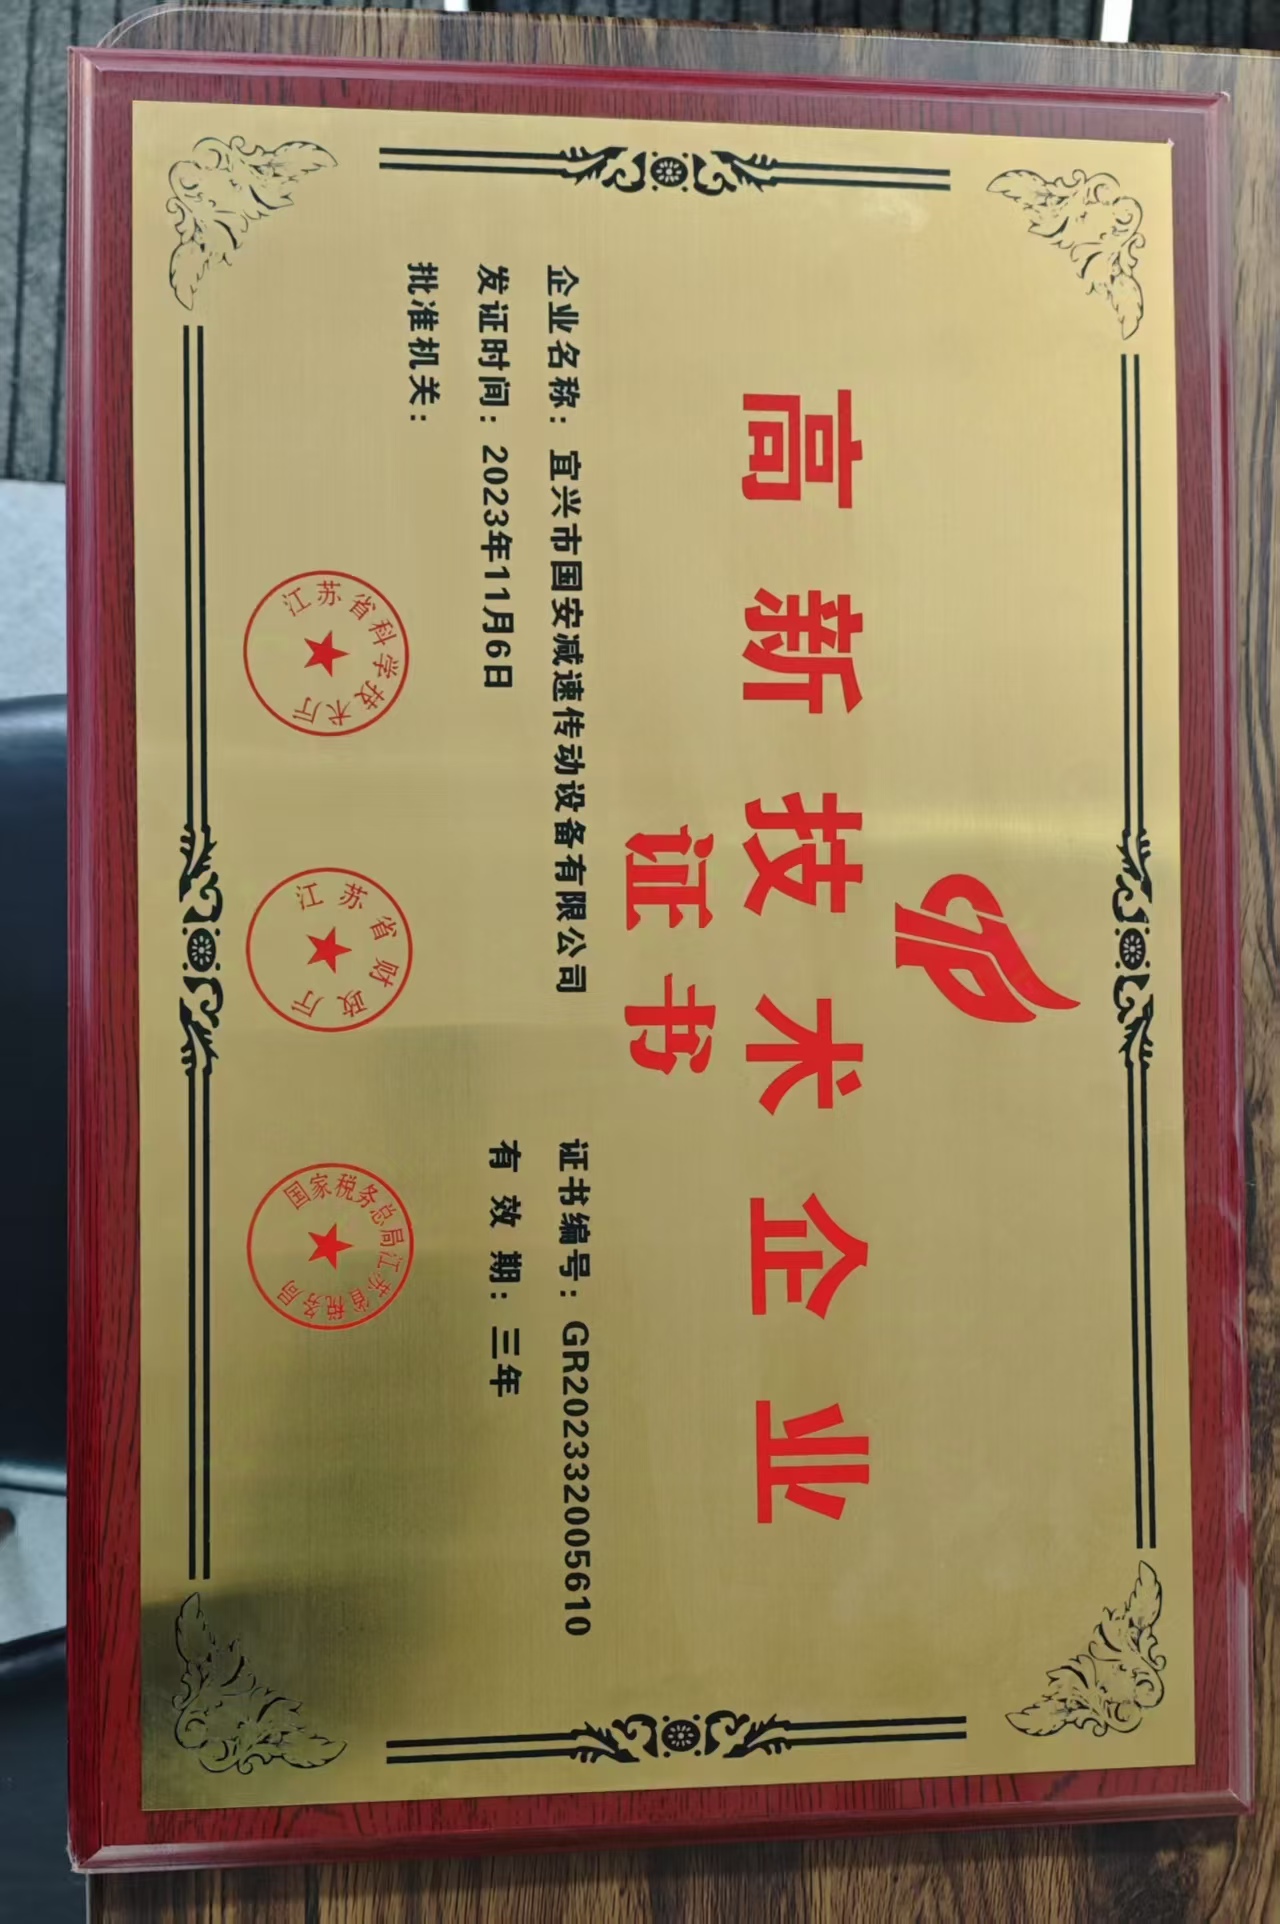 高新技术企业
证书
企业名称：宜兴市国安减速传动设备有限公司
证书编号：GR202332005610
发证时间：2023年11月6日
有效期：三年
批准机关：
江苏省科学技术厅
江苏省财政厅
国家税务总局江苏省税务局